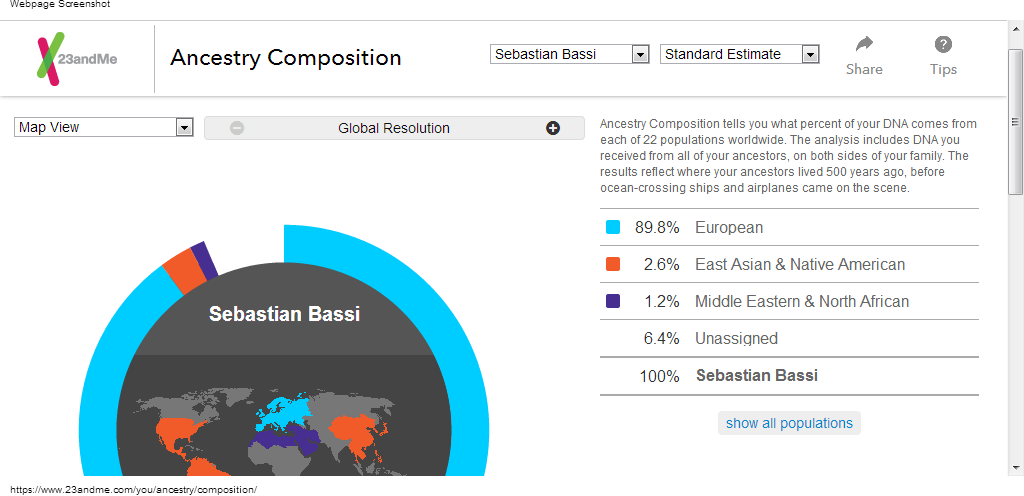 Webpage Screenshot
23andMe
Ancestry Composition
Sebastian Bassi
Standard Estimate
Share
Tips
Map View
Global Resolution
Ancestry Composition tells you what percent of your DNA comes from
each of 22 populations worldwide. The analysis includes DNA you
received from all of your ancestors, on both sides of your family. The
results reflect where your ancestors lived 500 years ago, before
ocean-crossing ships and airplanes came on the scene.
89.8% European
2.6% East Asian & Native American
1.2% Middle Eastern & North African
6.4% Unassigned
100% Sebastian Bassi
show all populations
Sebastian Bassi
https://www.23andme.com/you/ancestry/composition/